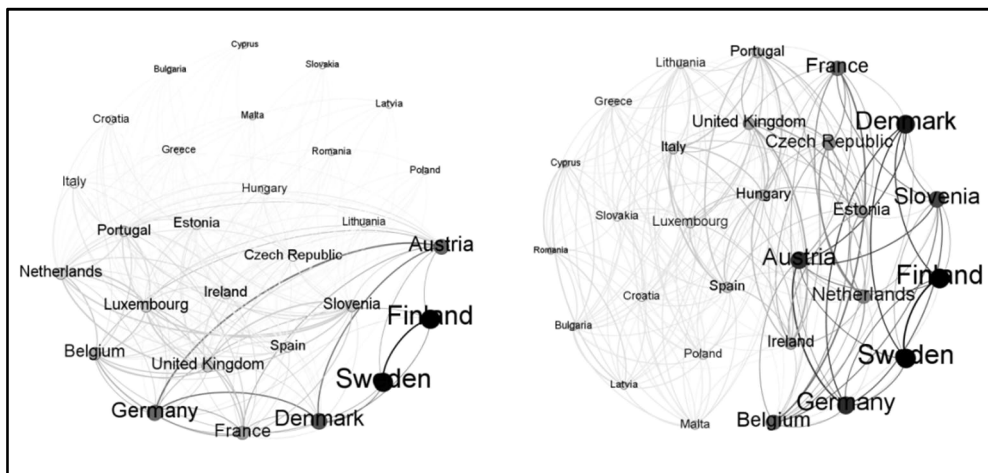 Cyprus
Bulgaria
Slovakia
Latvia
Croatia
Malta
Greece
Romania
Poland
Italy
Hungary
Estonia
Lithuania
Portugal
Austria
Czech Republic
Netherlands
Ireland
Luxembourg
Slovenia
Finland
Spain
Belgium
United Kingdom
Sweden
Germany
Denmark
France
Portugal
Lithuania
France
Greece
United Kingdom
Denmark
Czech Republic
Italy
Cyprus
Hungary
Slovenia
Slovakia
Luxembourg
Estonia
Romania
Austria
Finland
Spain
Croatia
Netherlands
Bulgaria
Ireland
Poland
Sweden
Latvia
Germany
Malta
Belgium